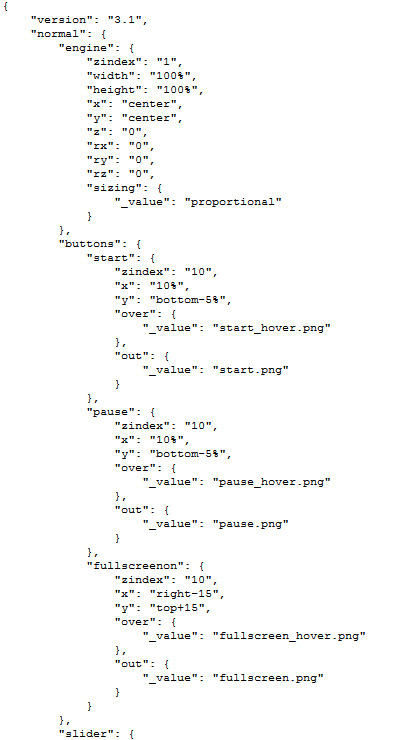 {
    "version": "3.1",
    "normal": {
        "engine": {
            "zindex": "1",
            "width": "100%",
            "height": "100%",
            "x": "center",
            "y": "center",
            "z": "0",
            "rx": "0",
            "ry": "0",
            "rz": "0",
            "sizing": {
                "_value": "proportional"
            }
        },
        "buttons": {
            "start": {
                "zindex": "10",
                "x": "10%",
                "y": "bottom-5%",
                "over": {
                    "_value": "start_hover.png"
                },
                "out": {
                    "_value": "start.png"
                }
            },
            "pause": {
                "zindex": "10",
                "x": "10%",
                "y": "bottom-5%",
                "over": {
                    "_value": "pause_hover.png"
                },
                "out": {
                    "_value": "pause.png"
                }
            },
            "fullscreenon": {
                "zindex": "10",
                "x": "right-15",
                "y": "top+15",
                "over": {
                    "_value": "fullscreen_hover.png"
                },
                "out": {
                    "_value": "fullscreen.png"
                }
            }
        },
        "slider": {